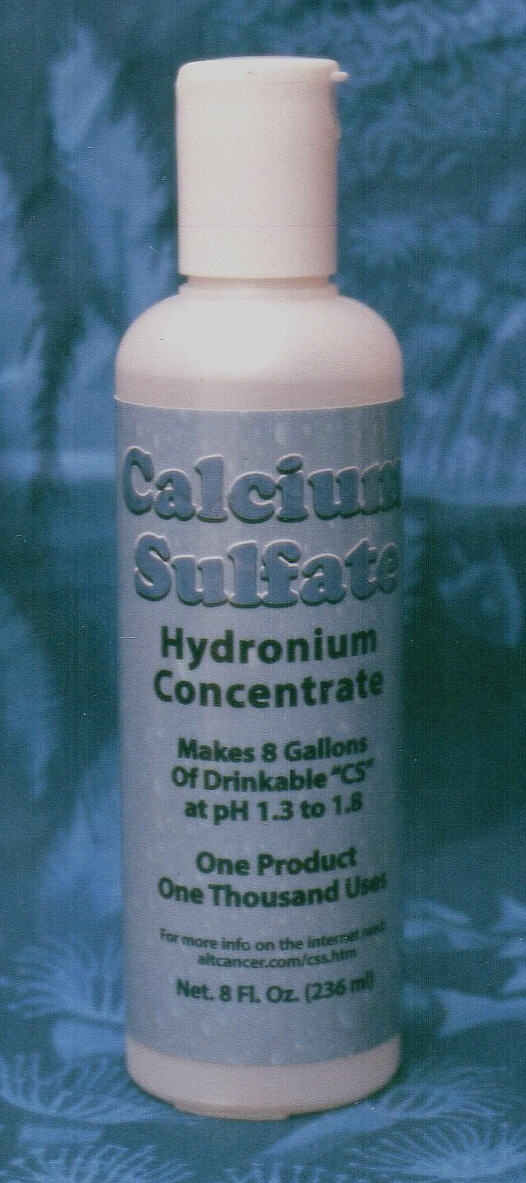 Calcium
Sulfate
Hydronium
Concentrate
Makes 8 Gallons
Of Drinkable "CS"
at pH 1.3 to 1.8
One Product
One Thousand Uses
For more info on the internet read
altcancer.com/css.htm
Net. 8 Fl. Oz. (236 ml)